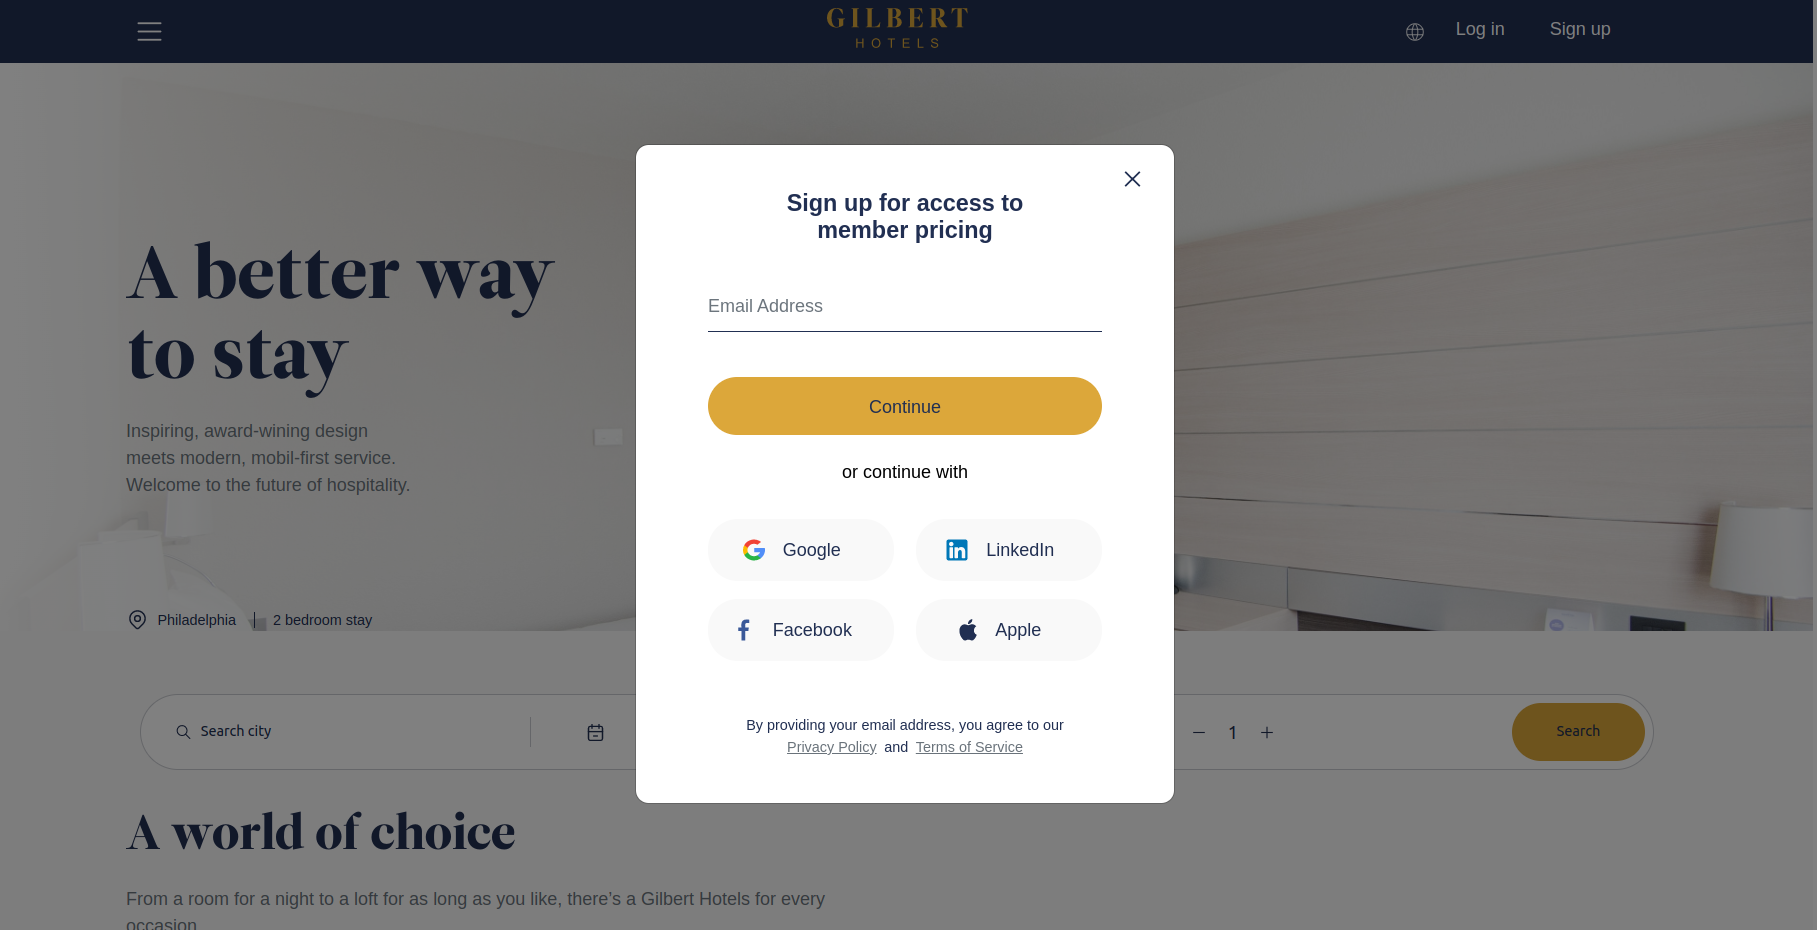 GILBERT
HOTELS
Log in
Sign up
A better way
to stay
Inspiring, award-wining design
meets modern, mobil-first service.
Welcome to the future of hospitality.
Philadelphia
2 bedroom stay
Sign up for access to
member pricing
Email Address
Continue
or continue with
Google
LinkedIn
Facebook
Apple
By providing your email address, you agree to our
Privacy Policy and Terms of Service
Search city
1
Search
A world of choice
From a room for a night to a loft for as long as you like, there’s a Gilbert Hotels for every
occasion